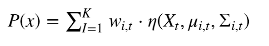 P(x) = ∑_{I=1}^{K} w_{i,t} · η(X_t, μ_{i,t}, Σ_{i,t})